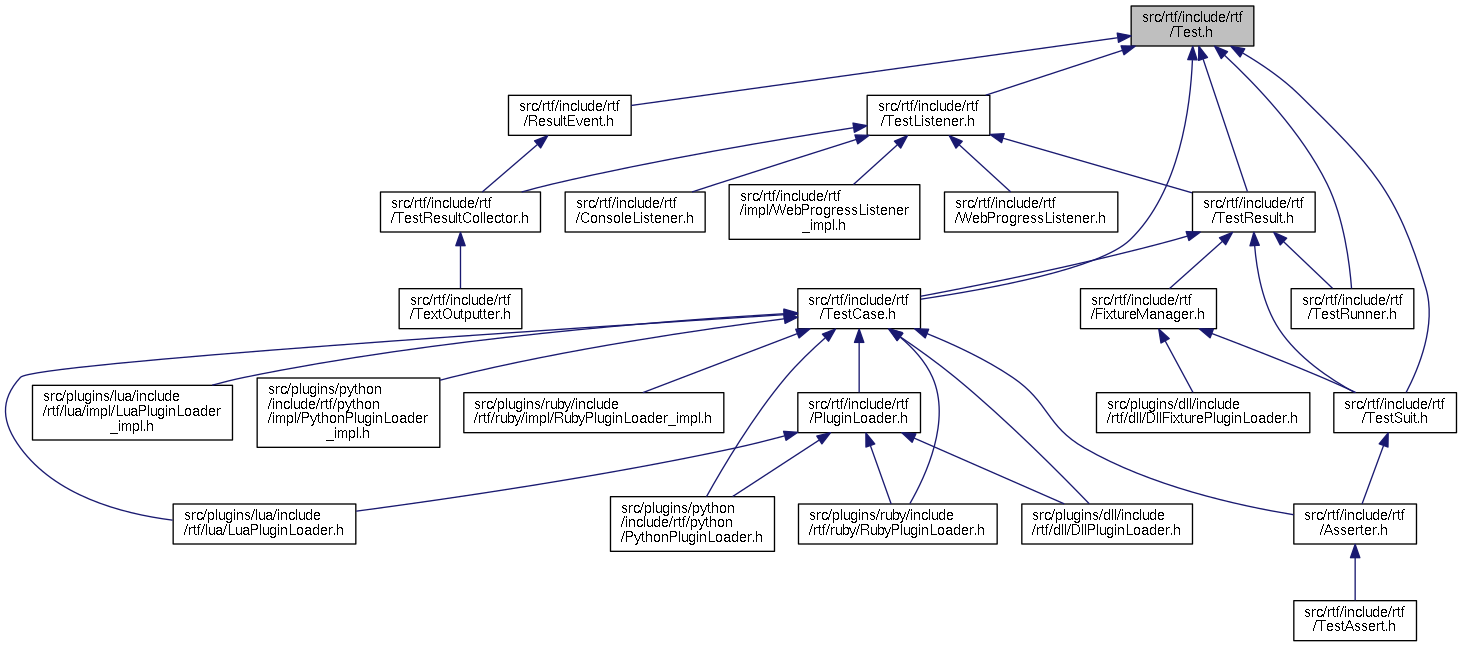 src/rtf/include/rtf
/Test.h
src/rtf/include/rtf
/ResultEvent.h
src/rtf/include/rtf
/TestListener.h
src/rtf/include/rtf
/TestResultCollector.h
src/rtf/include/rtf
/ConsoleListener.h
src/rtf/include/rtf
/impl/WebProgressListener
_impl.h
src/rtf/include/rtf
/WebProgressListener.h
src/rtf/include/rtf
/TestResult.h
src/rtf/include/rtf
/TextOutputter.h
src/rtf/include/rtf
/TestCase.h
src/rtf/include/rtf
/FixtureManager.h
src/rtf/include/rtf
/TestRunner.h
src/plugins/lua/include
/rtf/lua/impl/LuaPluginLoader
_impl.h
src/plugins/python
/include/rtf/python
/impl/PythonPluginLoader
_impl.h
src/plugins/ruby/include
/rtf/ruby/impl/RubyPluginLoader_impl.h
src/rtf/include/rtf
/PluginLoader.h
src/plugins/dll/include
/rtf/dll/DllFixturePluginLoader.h
src/rtf/include/rtf
/TestSuit.h
src/plugins/lua/include
/rtf/lua/LuaPluginLoader.h
src/plugins/python
/include/rtf/python
/PythonPluginLoader.h
src/plugins/ruby/include
/rtf/ruby/RubyPluginLoader.h
src/plugins/dll/include
/rtf/dll/DllPluginLoader.h
src/rtf/include/rtf
/Asserter.h
src/rtf/include/rtf
/TestAssert.h